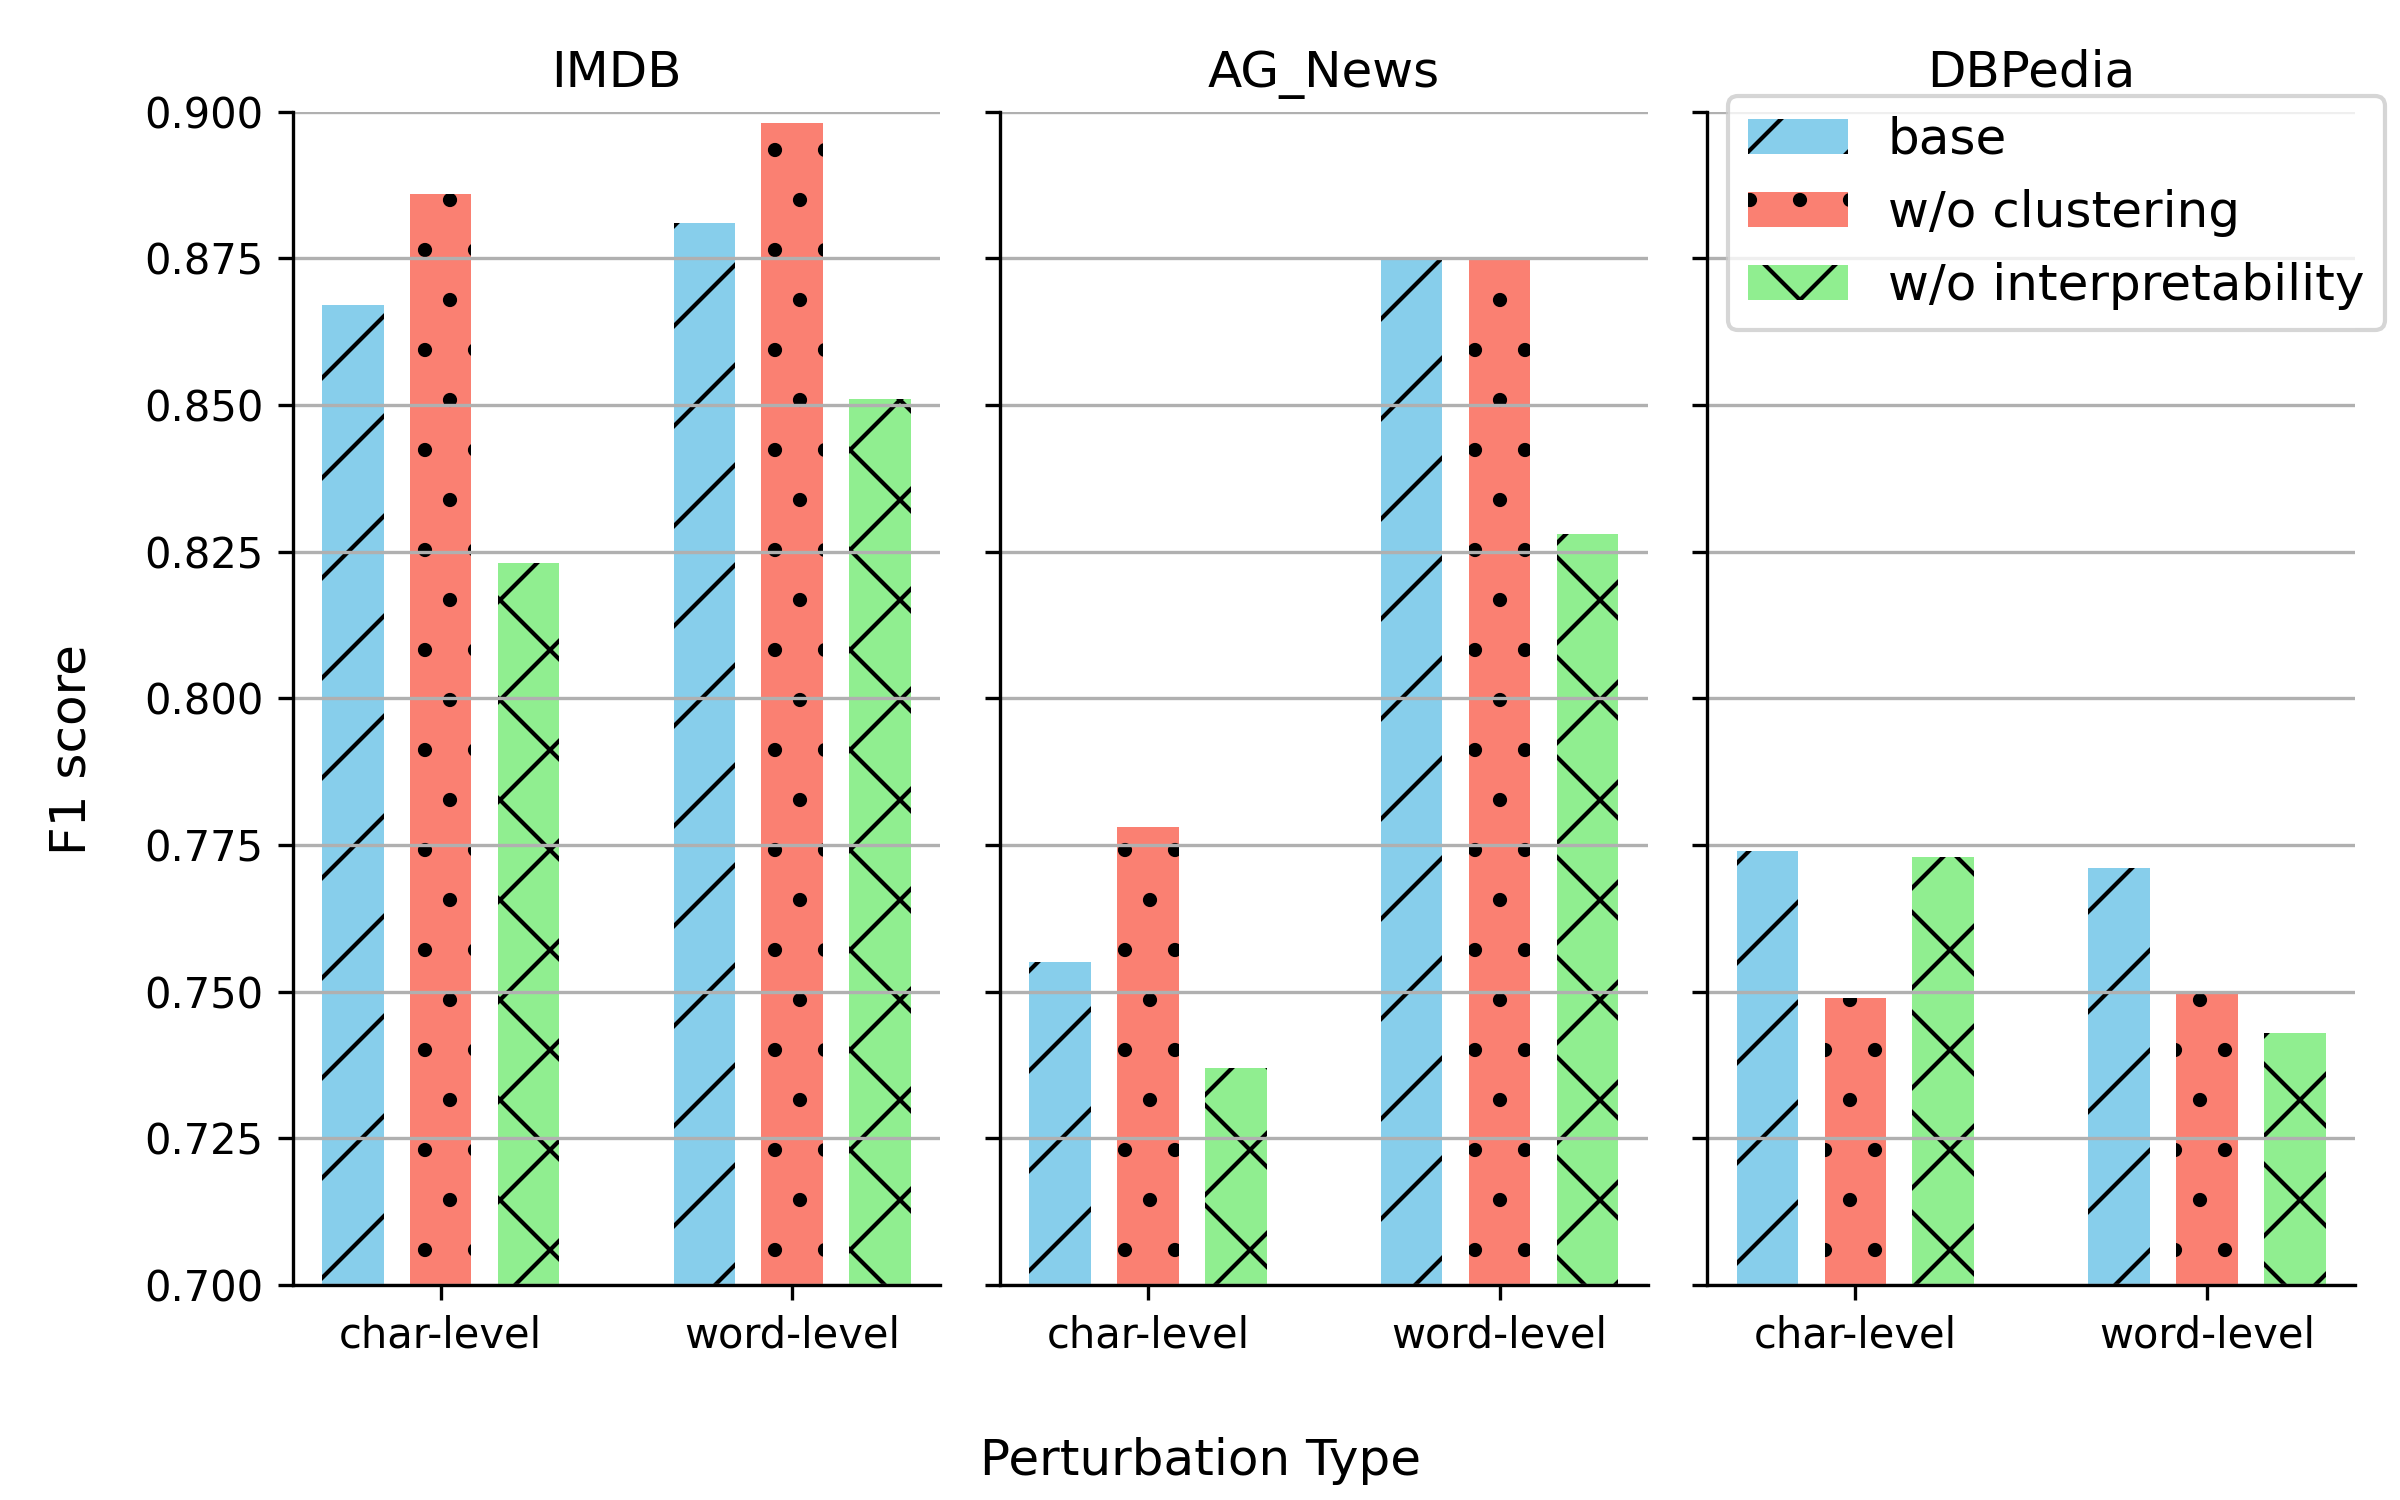 IMDB
AG_News
DBPedia
base
w/o clustering
w/o interpretability
0.900
0.875
0.850
0.825
0.800
0.775
0.750
0.725
0.700
F1 score
char-level
word-level
char-level
word-level
char-level
word-level
Perturbation Type